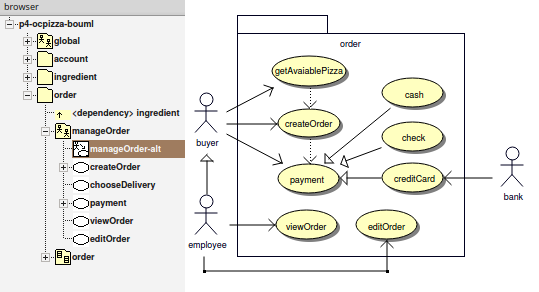 browser
p4-ocpizza-bouml
global
account
ingredient
order
<dependency> ingredient
manageOrder
manageOrder-alt
createOrder
chooseDelivery
payment
viewOrder
editOrder
order
order
getAvaiablePizza
cash
createOrder
check
buyer
payment
creditCard
bank
employee
viewOrder
editOrder